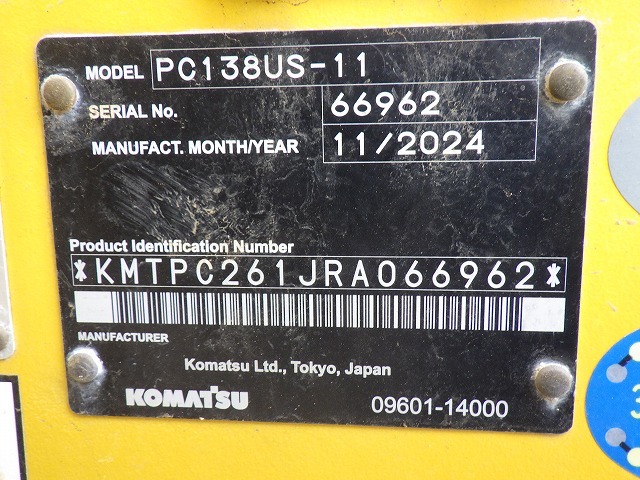 MODEL PC138US-11
SERIAL No. 66962
MANUFACT. MONTH/YEAR 11/2024
Product Identification Number
*KMTPC261JRA066962*
MANUFACTURER
Komatsu Ltd., Tokyo, Japan
KOMATSU 09601-14000